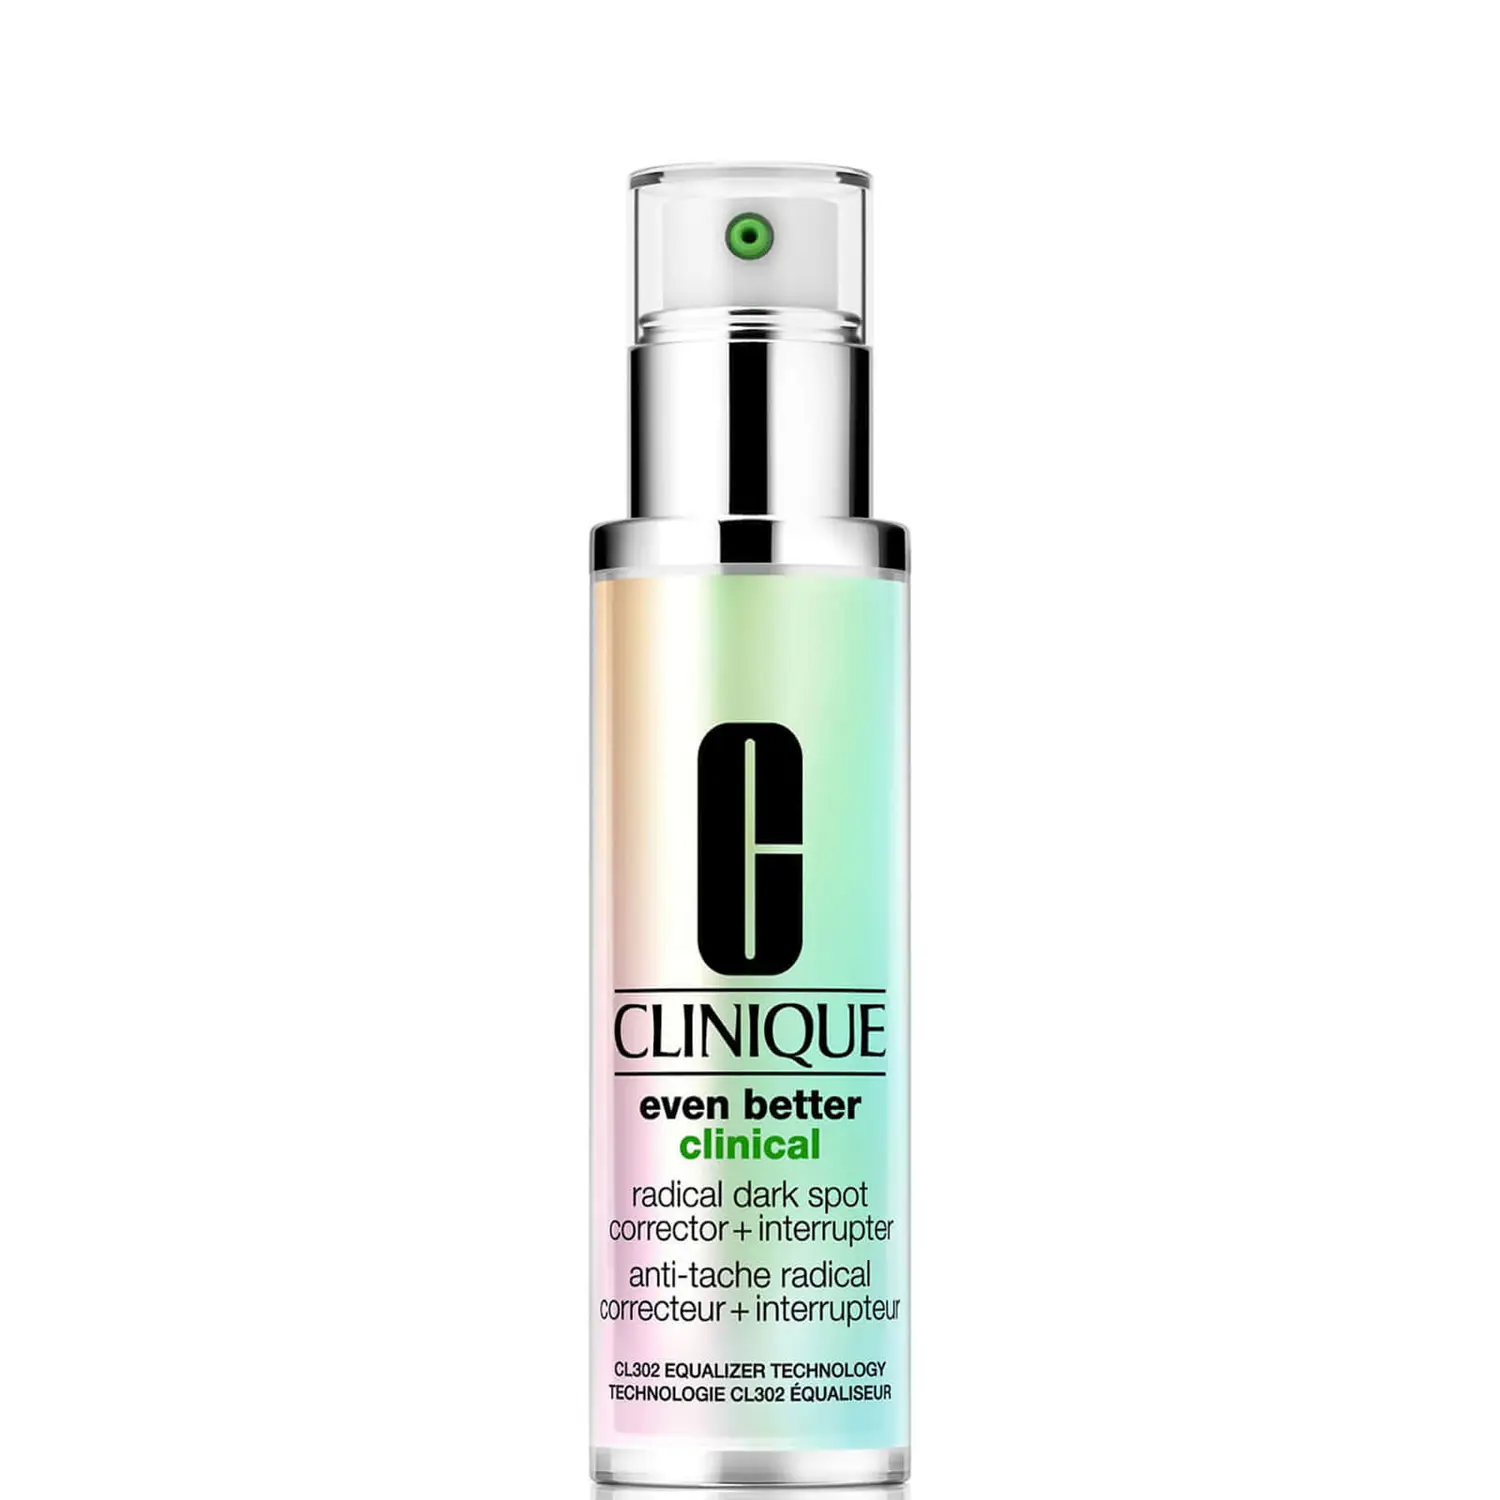 C
CLINIQUE
even better
clinical
radical dark spot
corrector+interrupter
anti-tache radical
correcteur+interrupteur
CL302 EQUALIZER TECHNOLOGY
TECHNOLOGIE CL302 ÉQUALISEUR